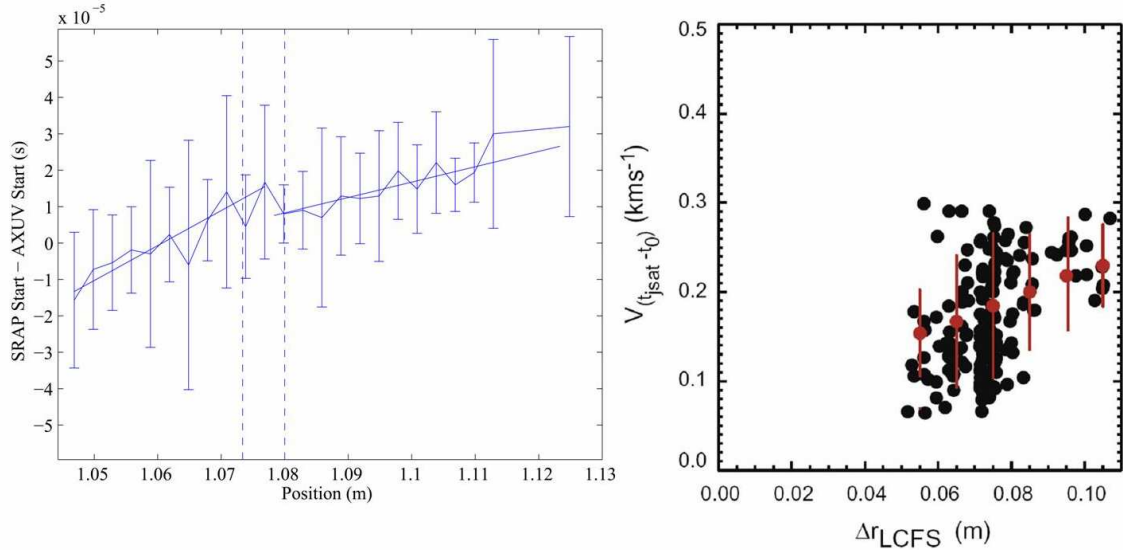 x 10⁻⁵
SRAP Start − AXUV Start (s)
5
4
3
2
1
0
−1
−2
−3
−4
−5
1.05 1.06 1.07 1.08 1.09 1.1 1.11 1.12 1.13
Position (m)
V(tjsat-t0) (kms-1)
0.5
0.4
0.3
0.2
0.1
0.0
0.00 0.02 0.04 0.06 0.08 0.10
ΔrLCFS (m)